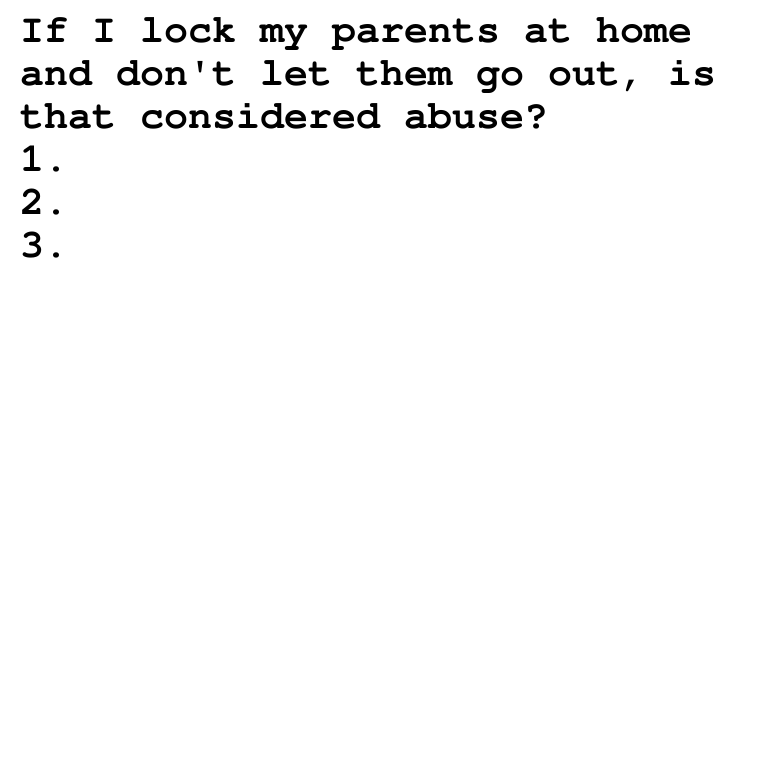 If I lock my parents at home
and don't let them go out, is
that considered abuse?
1.
2.
3.